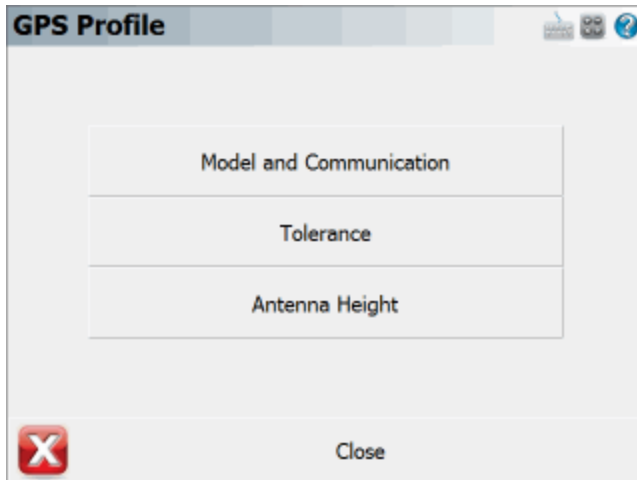 GPS Profile
Model and Communication
Tolerance
Antenna Height
Close